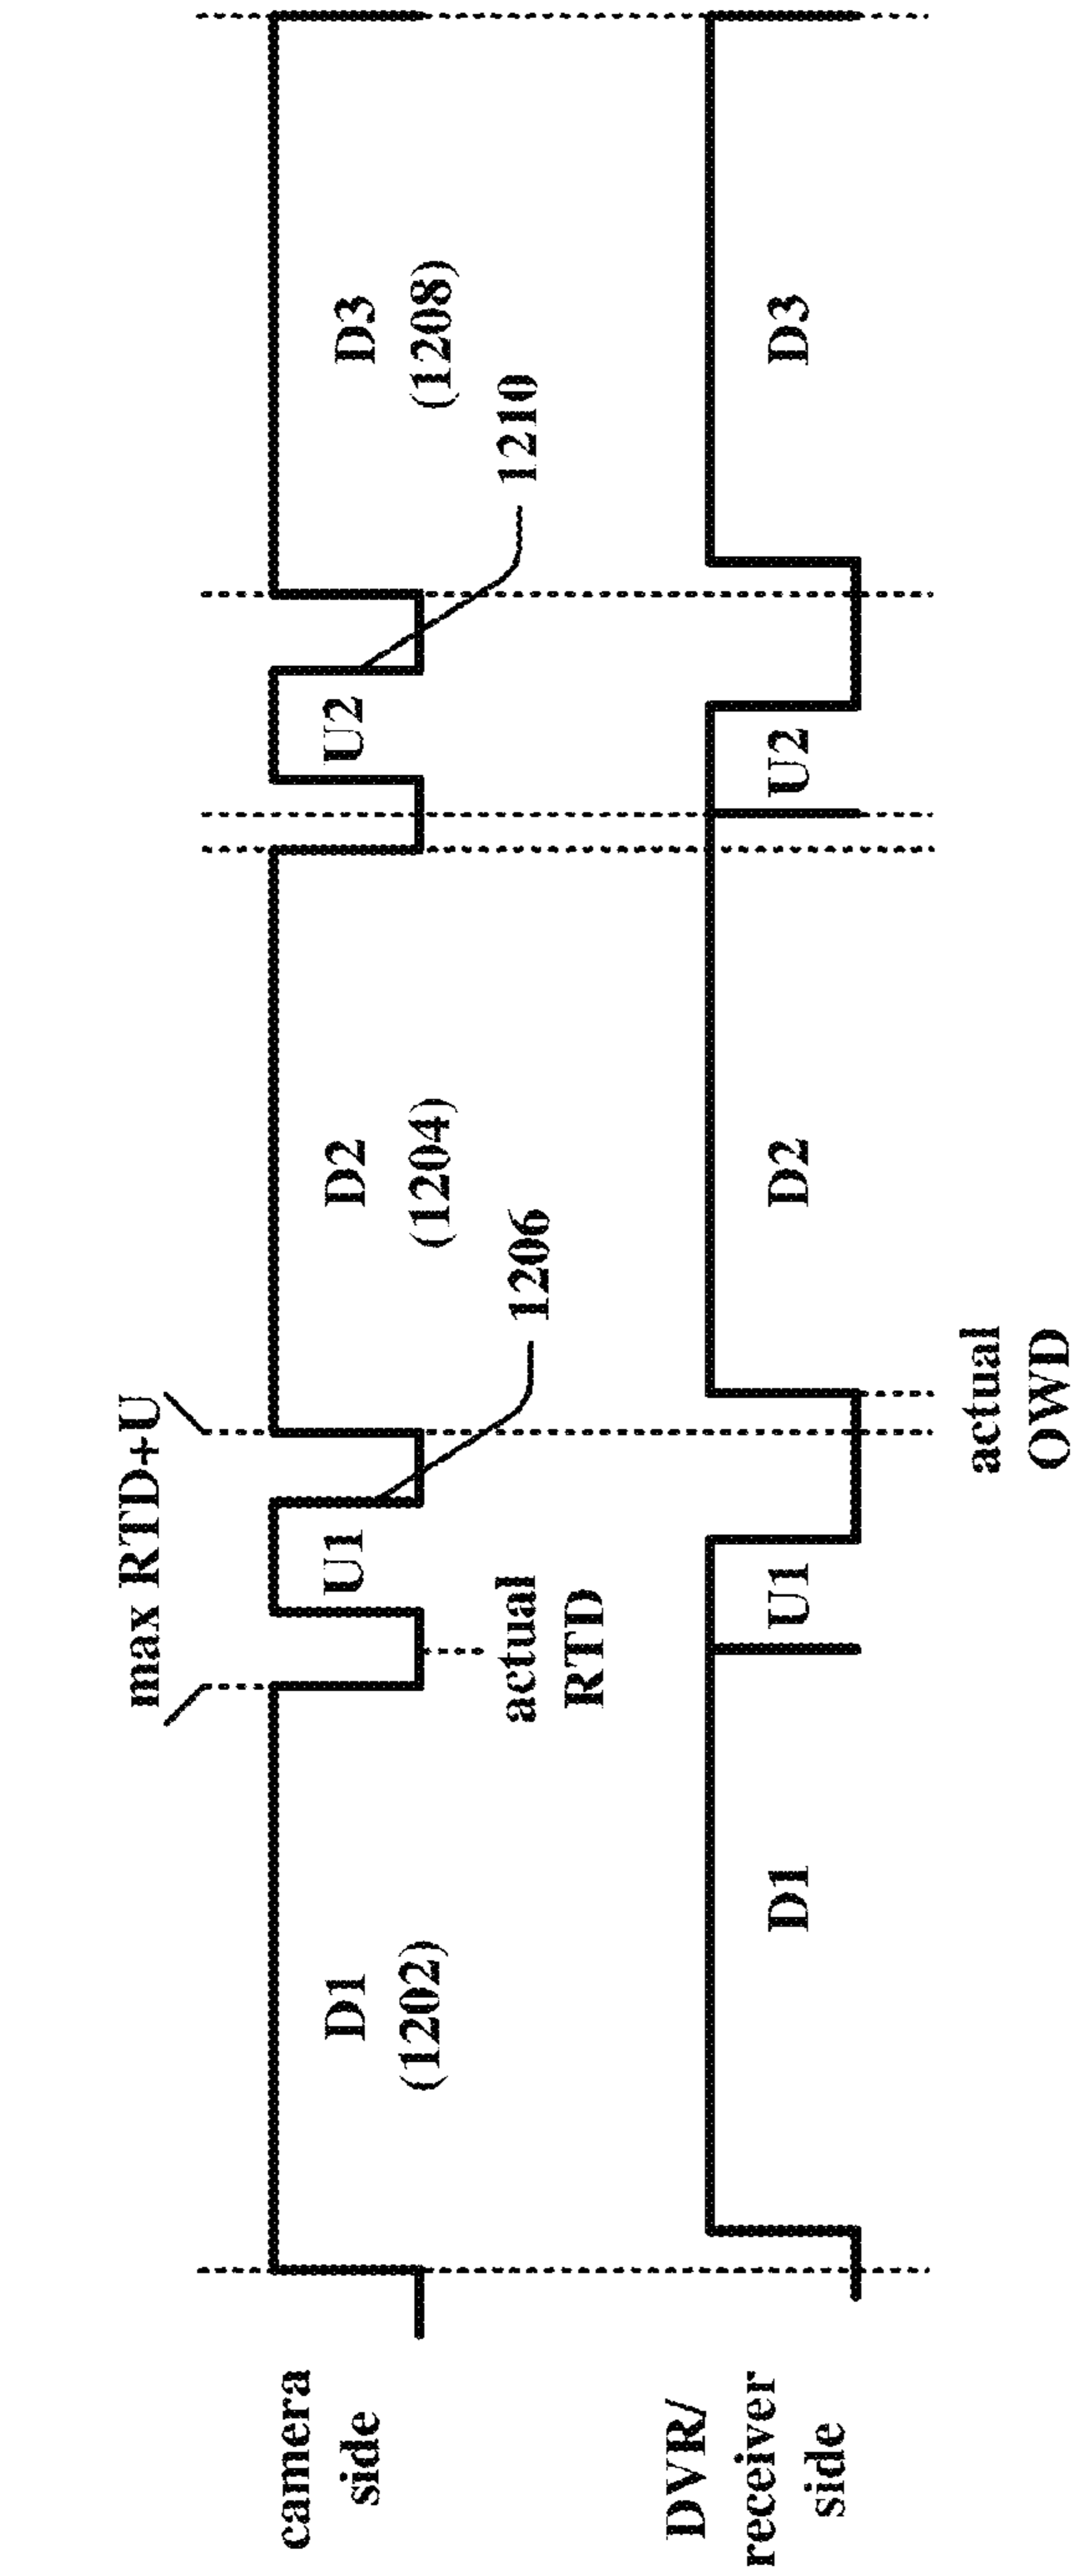 max RTD+U
camera
side
D1
(1202)
U1
D2
(1204)
U2
D3
(1208)
actual
RTD
1206
1210
DVR/
receiver
side
D1
U1
D2
U2
D3
actual
OWD